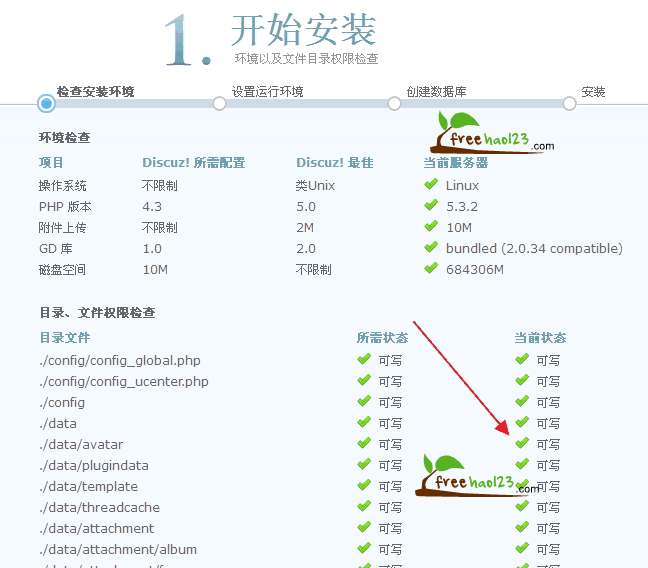 1. 开始安装
环境以及文件目录权限检查
检查安装环境 设置运行环境 创建数据库 安装
freehao123.com
环境检查
项目 Discuz! 所需配置 Discuz! 最佳 当前服务器
操作系统 不限制 类Unix Linux
PHP 版本 4.3 5.0 5.3.2
附件上传 不限制 2M 10M
GD 库 1.0 2.0 bundled (2.0.34 compatible)
磁盘空间 10M 不限制 684306M
目录、文件权限检查
目录文件 所需状态 当前状态
./config/config_global.php 可写 可写
./config/config_ucenter.php 可写 可写
./config 可写 可写
./data 可写 可写
./data/avatar 可写 可写
./data/plugindata 可写 可写
./data/template 可写 可写
freehao123.com
./data/threadcache 可写 可写
./data/attachment 可写 可写
./data/attachment/album 可写 可写